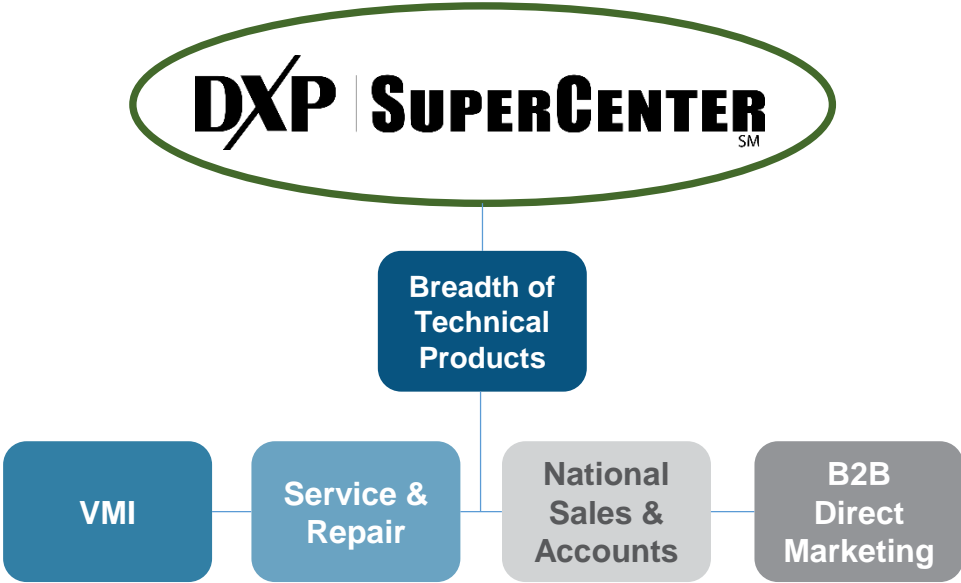 DXP | SUPERCENTER
SM
Breadth of
Technical
Products
VMI
Service &
Repair
National
Sales &
Accounts
B2B
Direct
Marketing